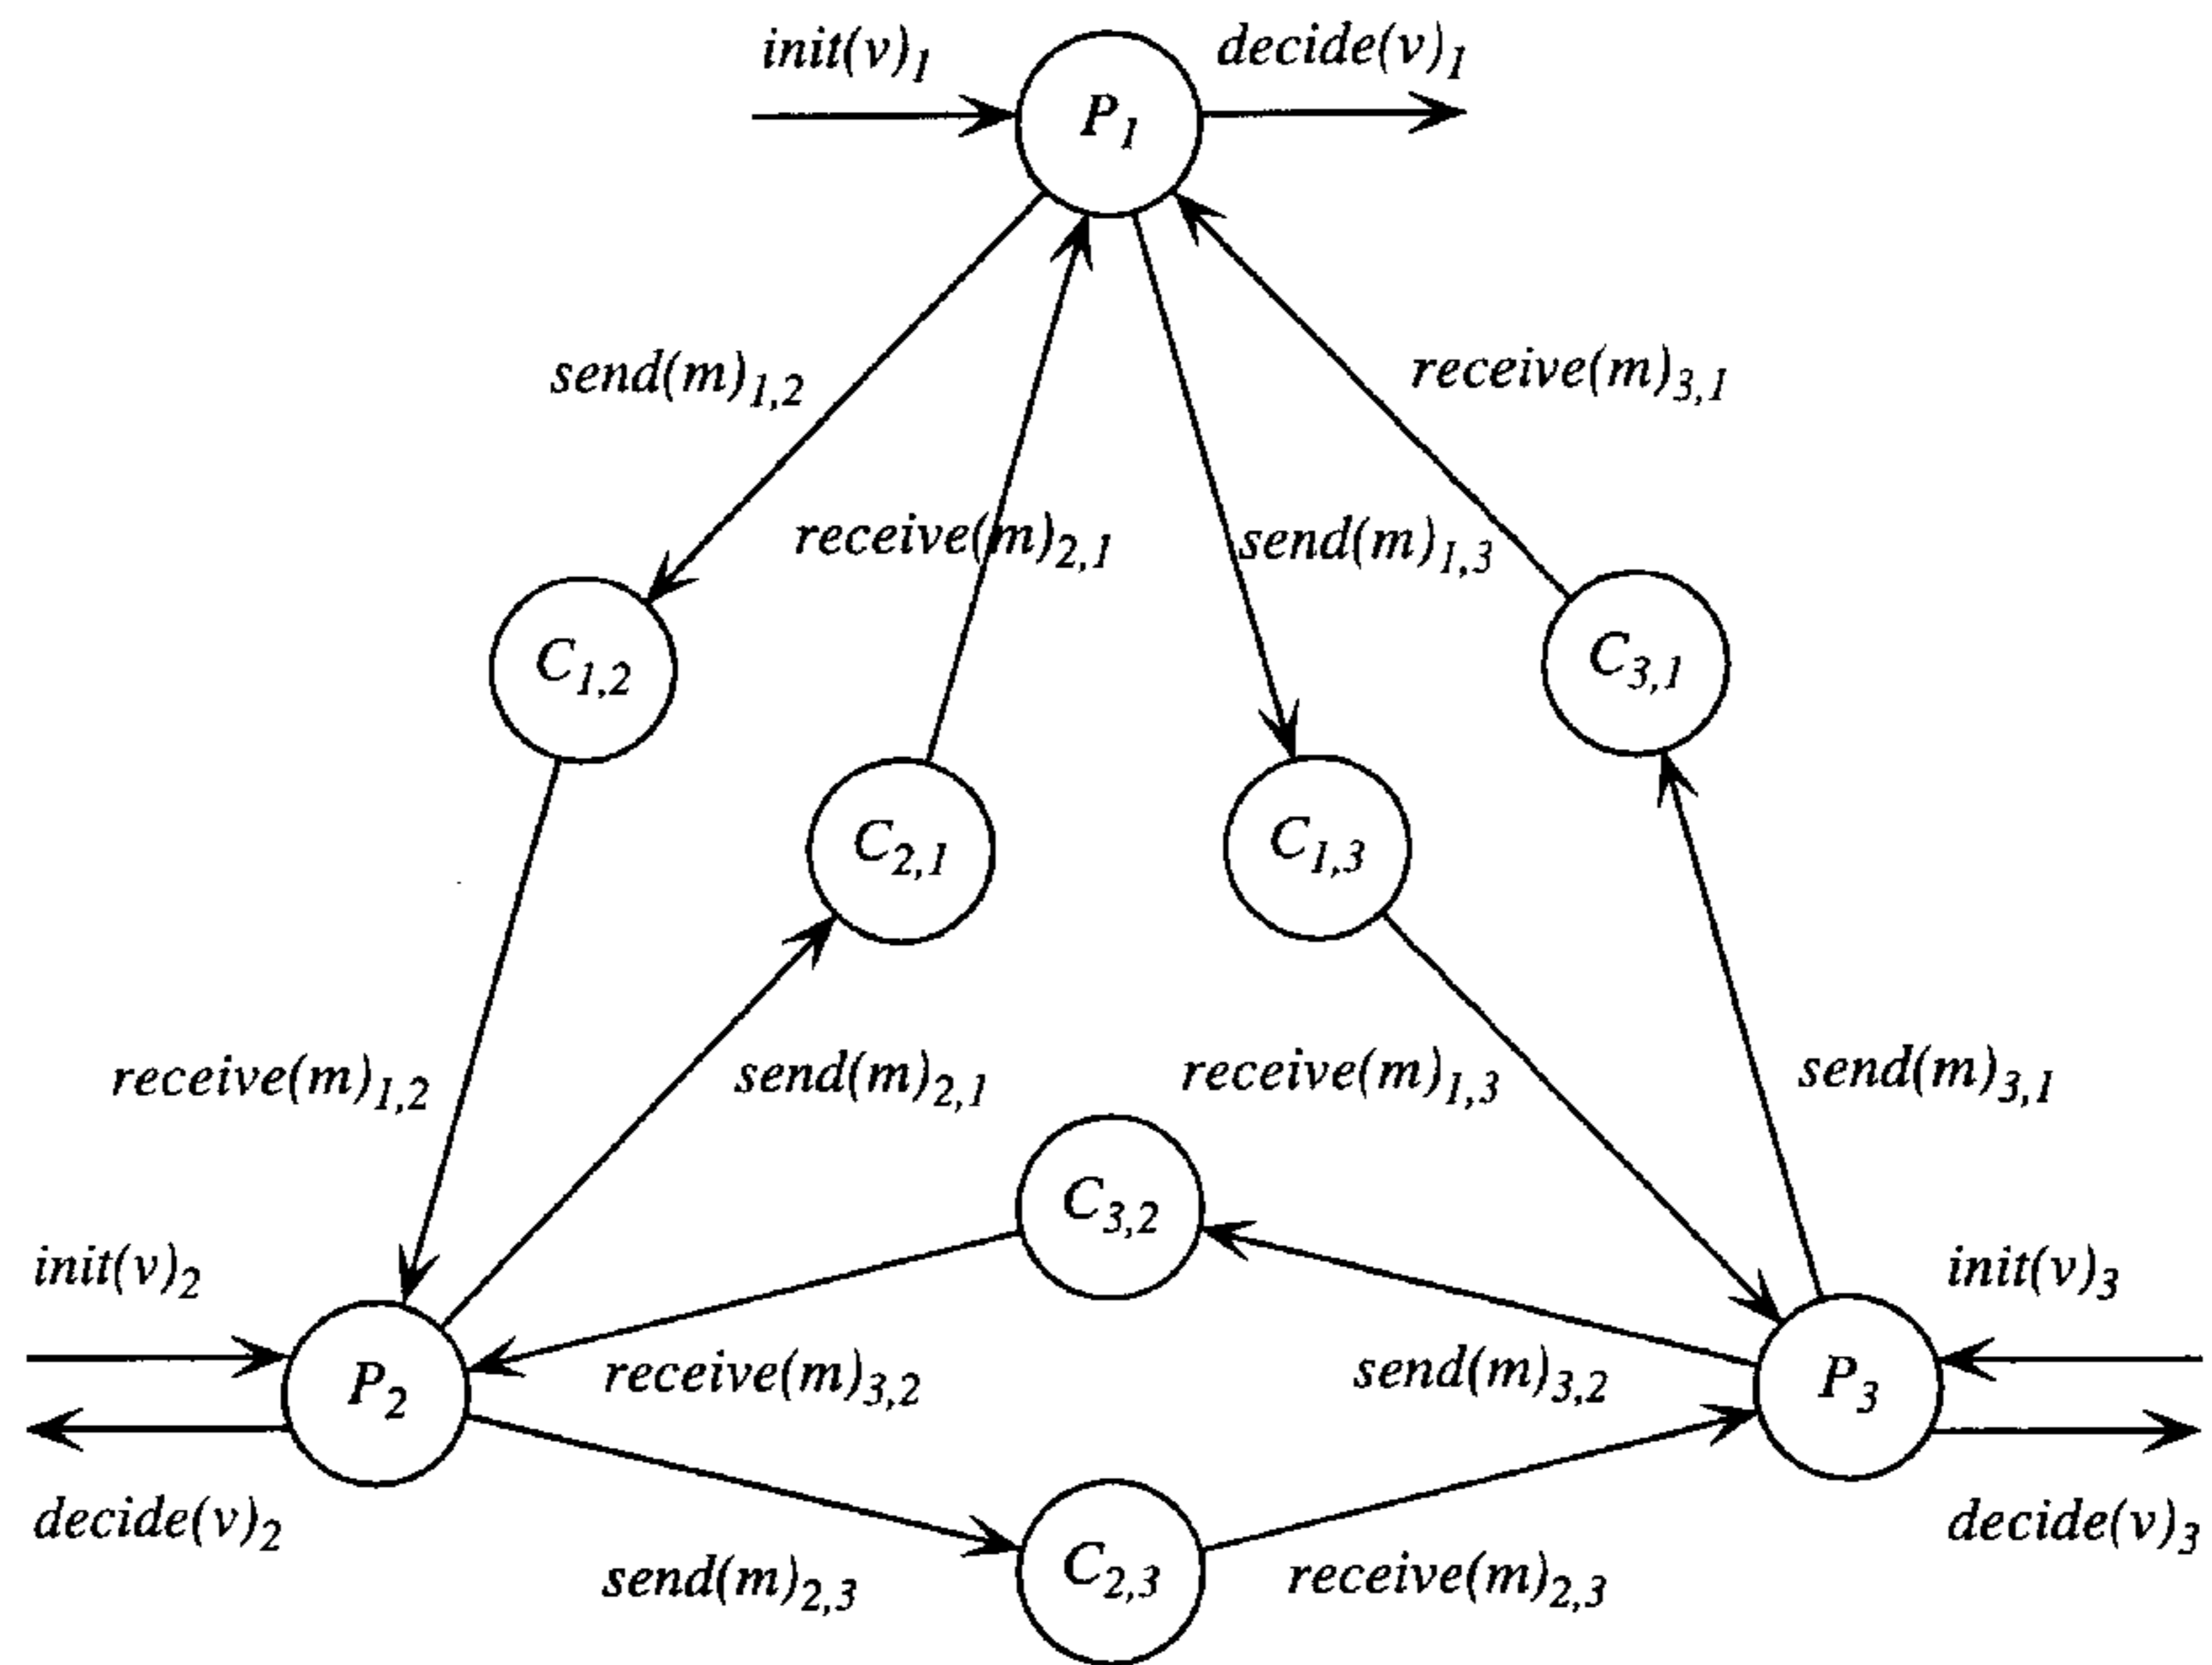 init(v)₁
decide(v)₁
P₁
send(m)₁,₂
receive(m)₃,₁
receive(m)₂,₁
send(m)₁,₃
C₁,₂
C₃,₁
C₂,₁
C₁,₃
receive(m)₁,₂
send(m)₂,₁
receive(m)₁,₃
send(m)₃,₁
C₃,₂
init(v)₂
init(v)₃
P₂
receive(m)₃,₂
send(m)₃,₂
P₃
decide(v)₂
decide(v)₃
send(m)₂,₃
C₂,₃
receive(m)₂,₃